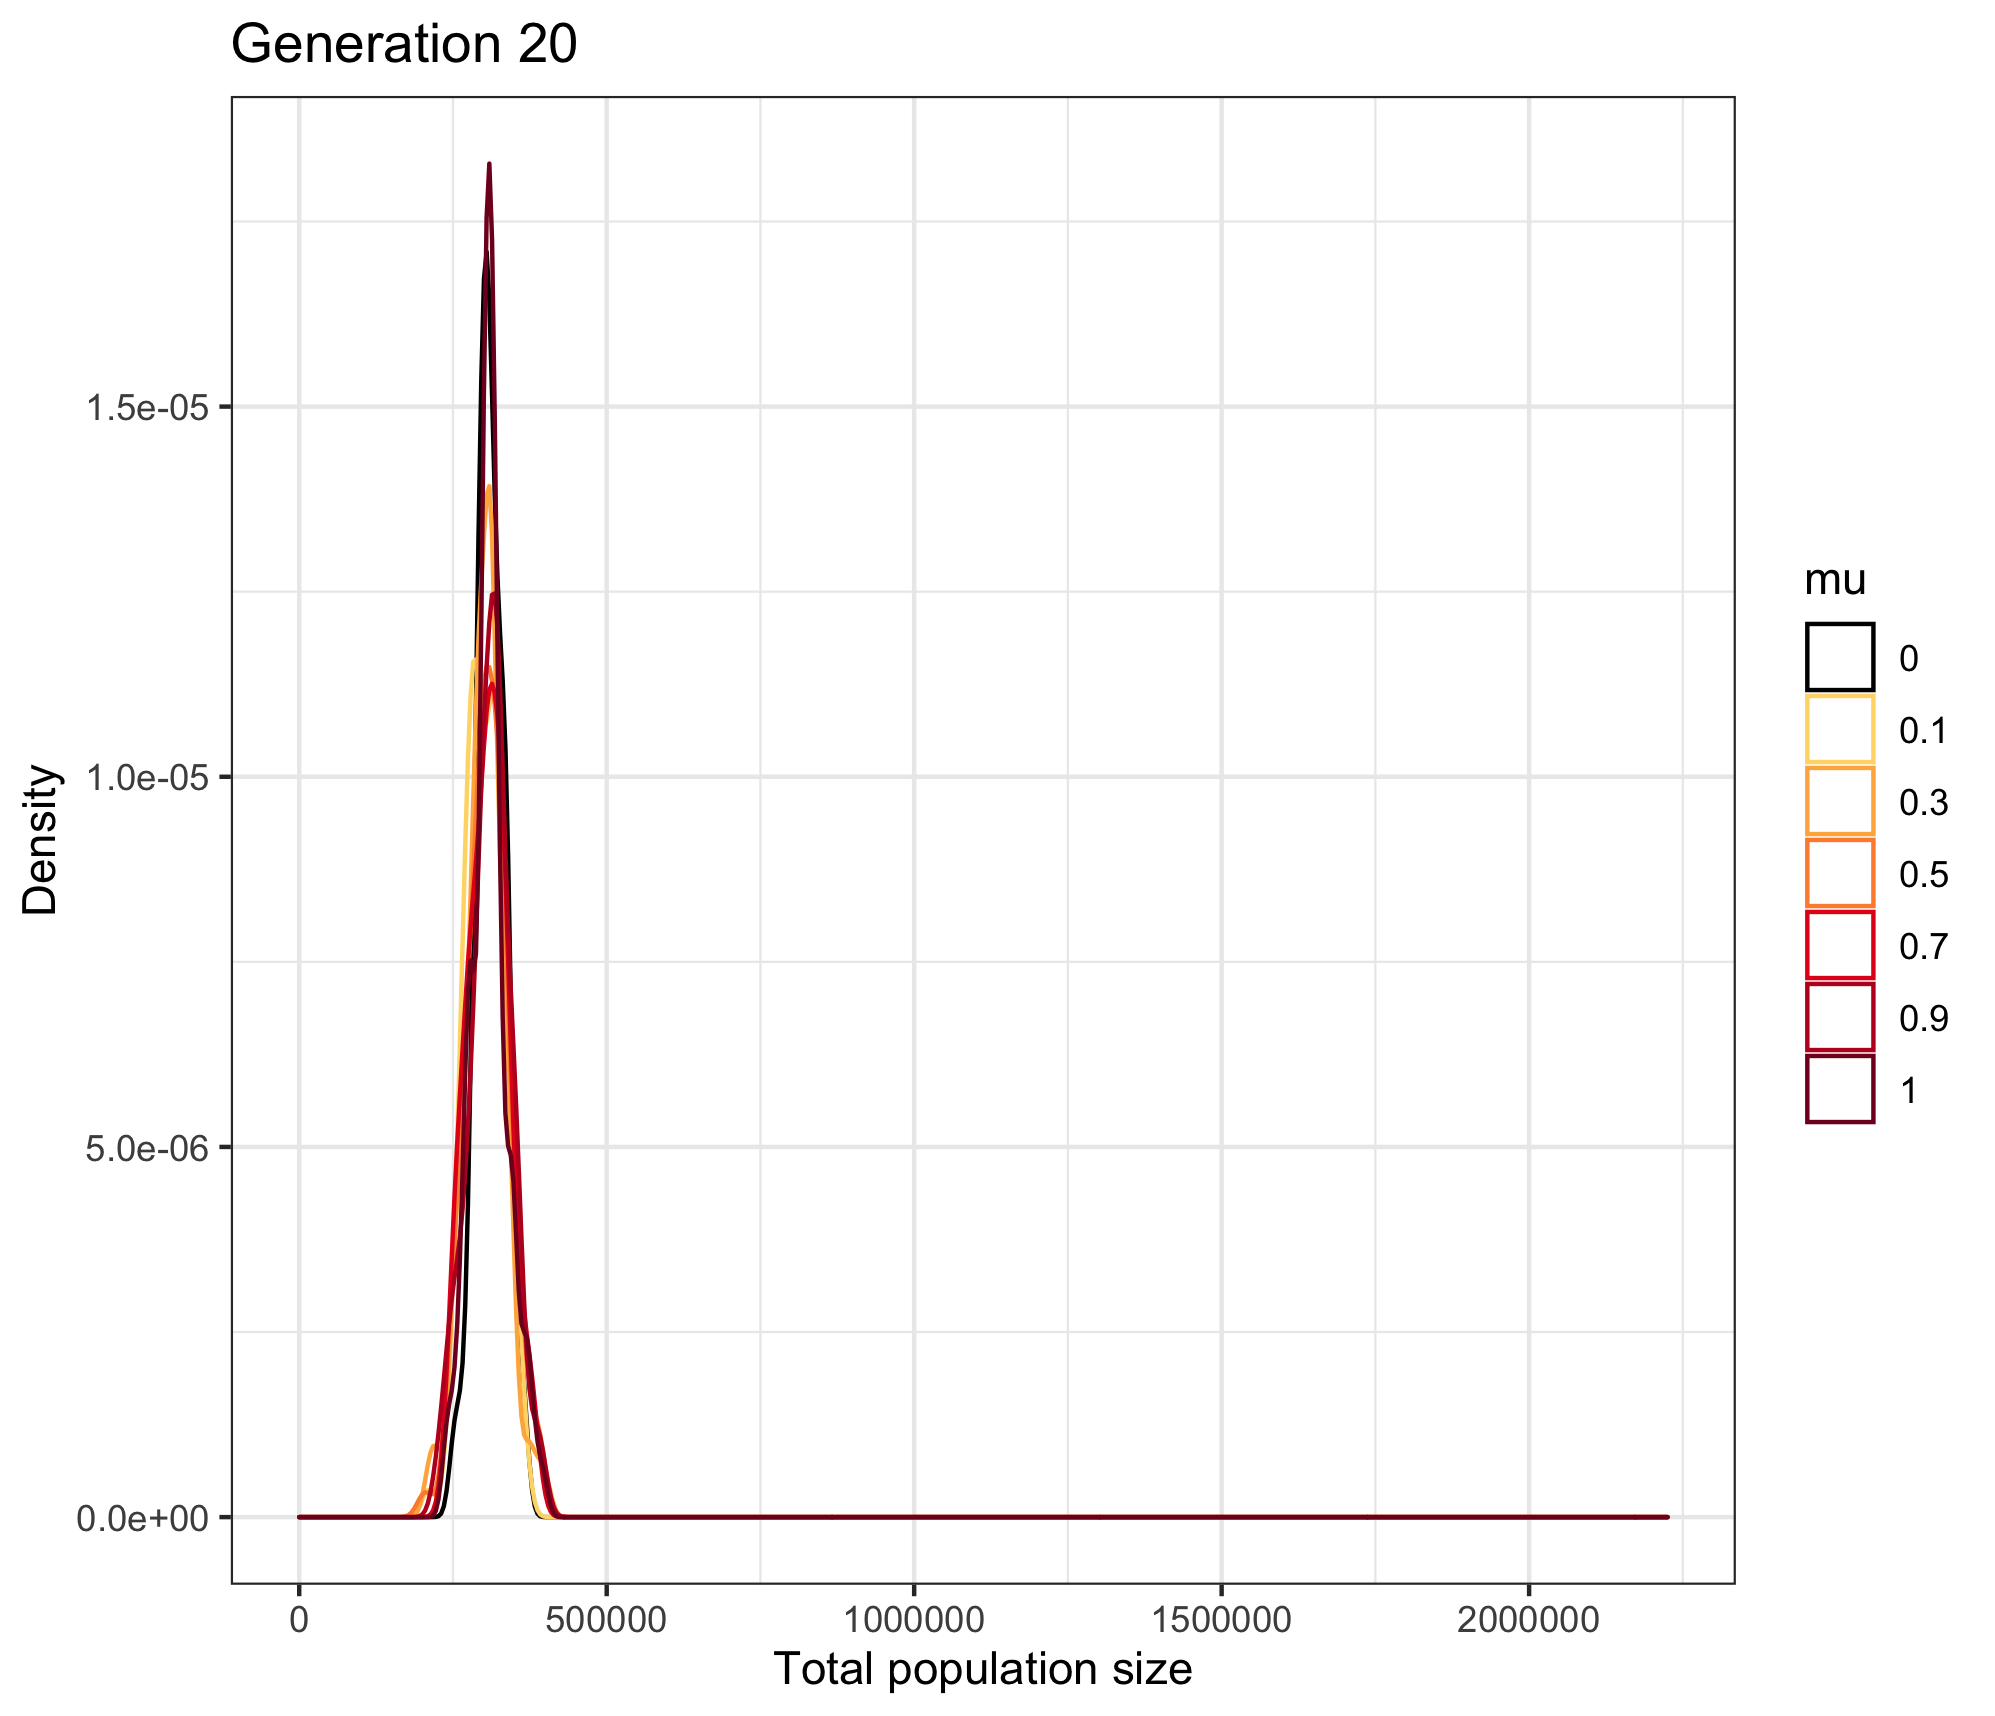 Generation 20
Density
1.5e-05
1.0e-05
5.0e-06
0.0e+00
0 500000 1000000 1500000 2000000
Total population size
mu
0
0.1
0.3
0.5
0.7
0.9
1